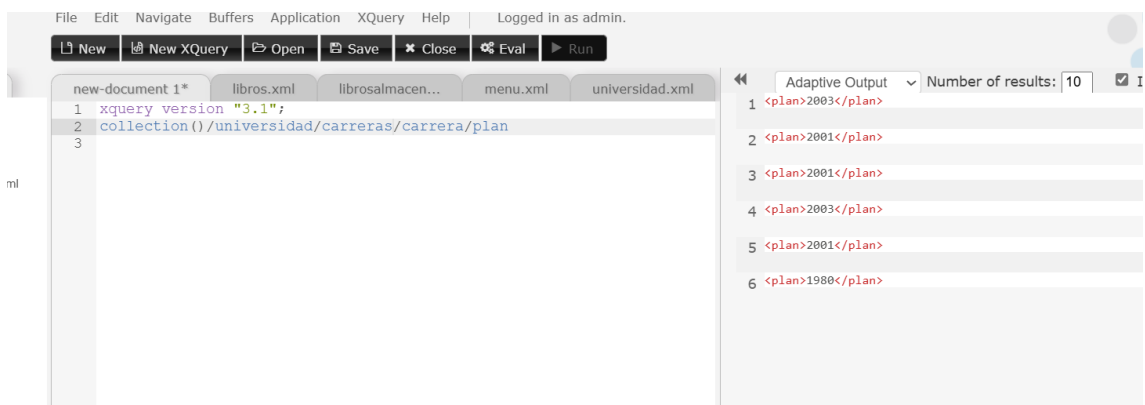 File Edit Navigate Buffers Application XQuery Help Logged in as admin.
New New XQuery Open Save Close Eval Run
new-document 1* libros.xml librosalmacen... menu.xml universidad.xml
Adaptive Output Number of results: 10 I
1 xquery version "3.1";
2 collection()/universidad/carreras/carrera/plan
3
ml
1 <plan>2003</plan>
2 <plan>2001</plan>
3 <plan>2001</plan>
4 <plan>2003</plan>
5 <plan>2001</plan>
6 <plan>1980</plan>